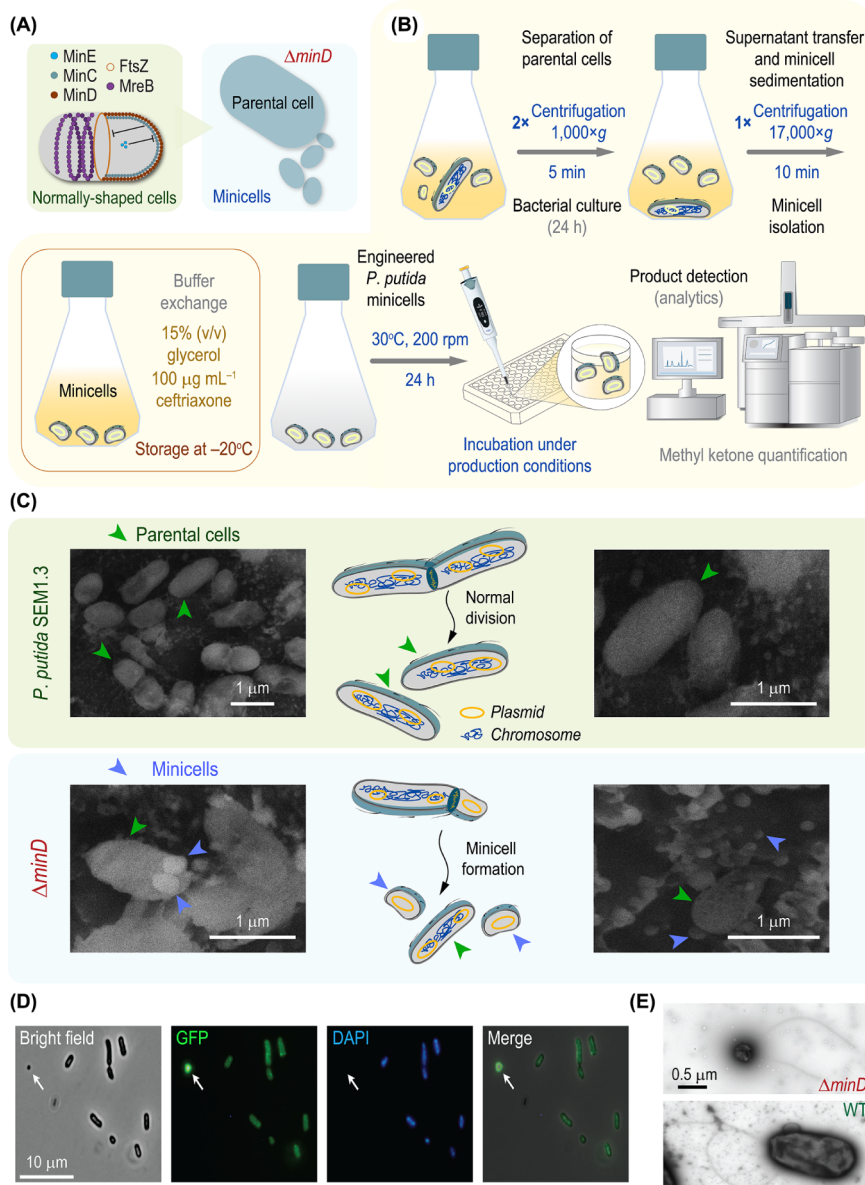 (A)
MinE
MinC
MinD
FtsZ
MreB
Normally-shaped cells
ΔminD
Parental cell
Minicells
(B)
Separation of
parental cells
2× Centrifugation
1,000×g
5 min
Bacterial culture
(24 h)
Supernatant transfer
and minicell
sedimentation
1× Centrifugation
17,000×g
10 min
Minicell
isolation
Minicells
Buffer
exchange
15% (v/v)
glycerol
100 μg mL⁻¹
ceftriaxone
Storage at –20°C
Engineered
P. putida
minicells
30°C, 200 rpm
24 h
Incubation under
production conditions
Product detection
(analytics)
Methyl ketone quantification
(C)
P. putida SEM1.3
Parental cells
1 μm
Normal
division
Plasmid
Chromosome
1 μm
ΔminD
Minicells
1 μm
Minicell
formation
1 μm
(D)
Bright field
10 μm
GFP
DAPI
Merge
(E)
0.5 μm
ΔminD
WT